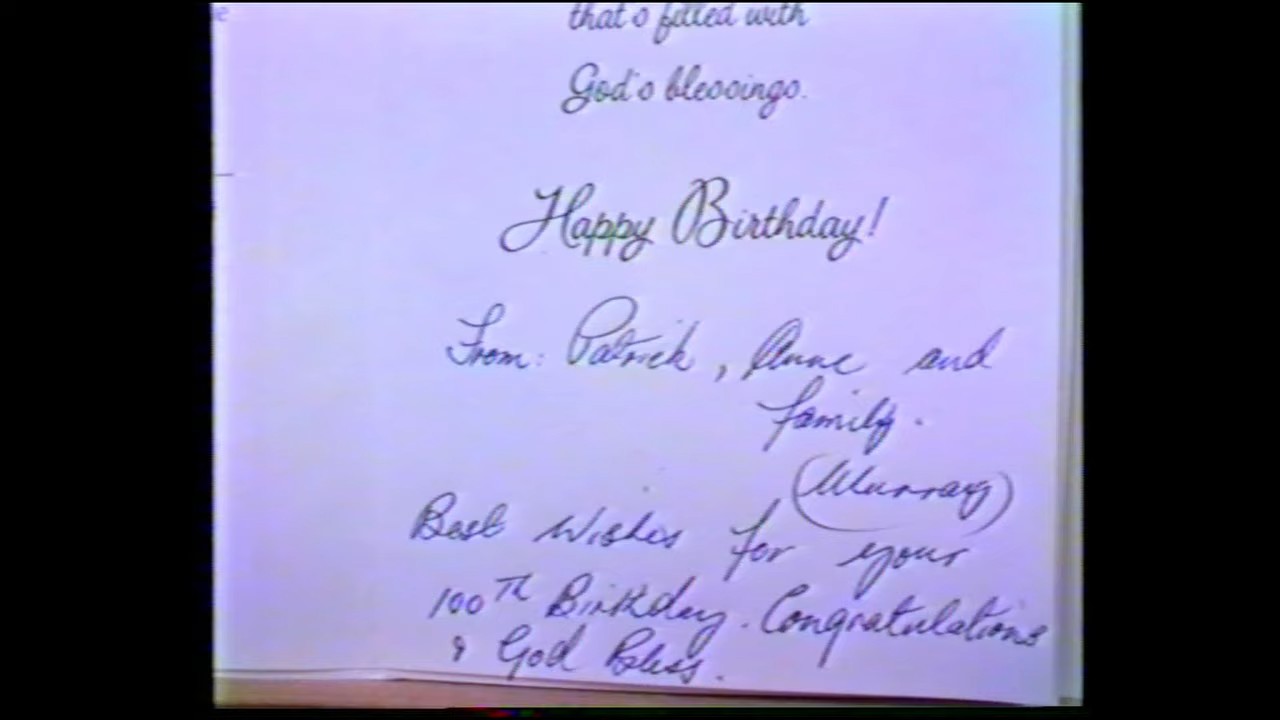 that's filled with
God's blessings.
Happy Birthday!
From: Patrick, Anne and
family.
(Murray)
Best Wishes for your
100TH Birthday. Congratulations
& God Bless.